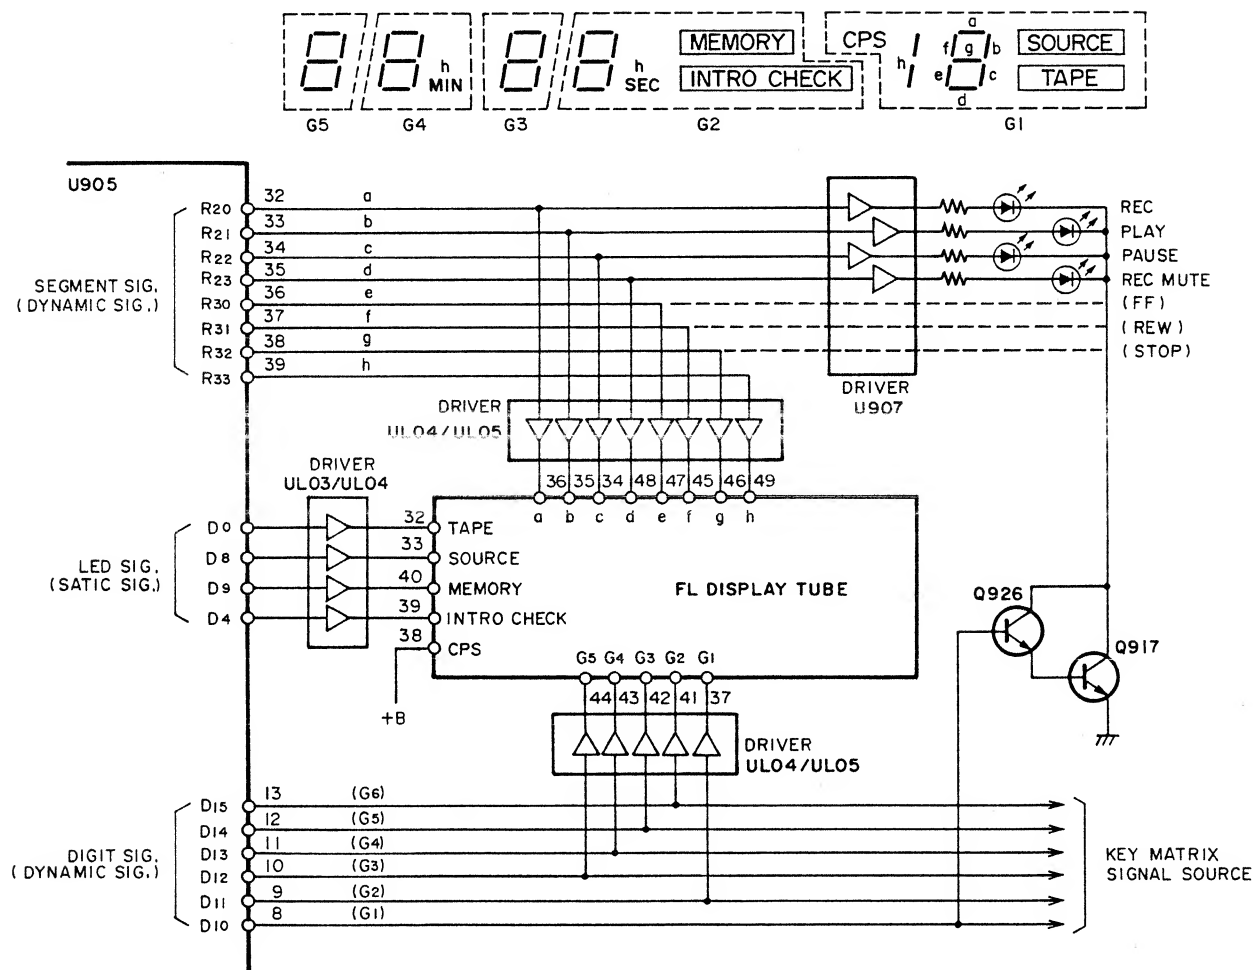 a
CPS
h
f g b
e c
d
SOURCE
TAPE
MEMORY
INTRO CHECK
h
MIN
h
SEC
G5 G4 G3 G2 G1
U905
SEGMENT SIG.
(DYNAMIC SIG.)
R20 32 a
R21 33 b
R22 34 c
R23 35 d
R30 36 e
R31 37 f
R32 38 g
R33 39 h
REC
PLAY
PAUSE
REC MUTE
(FF)
(REW)
(STOP)
DRIVER
U907
DRIVER
UL04/UL05
36 35 34 48 47 45 46 49
a b c d e f g h
DRIVER
UL03/UL04
LED SIG.
(SATIC SIG.)
D0 32 TAPE
D8 33 SOURCE
D9 40 MEMORY
D4 39 INTRO CHECK
38 CPS
+B
FL DISPLAY TUBE
G5 G4 G3 G2 G1
44 43 42 41 37
DRIVER
UL04/UL05
Q926
Q917
DIGIT SIG.
(DYNAMIC SIG.)
D15 13 (G6)
D14 12 (G5)
D13 11 (G4)
D12 10 (G3)
D11 9 (G2)
D10 8 (G1)
KEY MATRIX
SIGNAL SOURCE